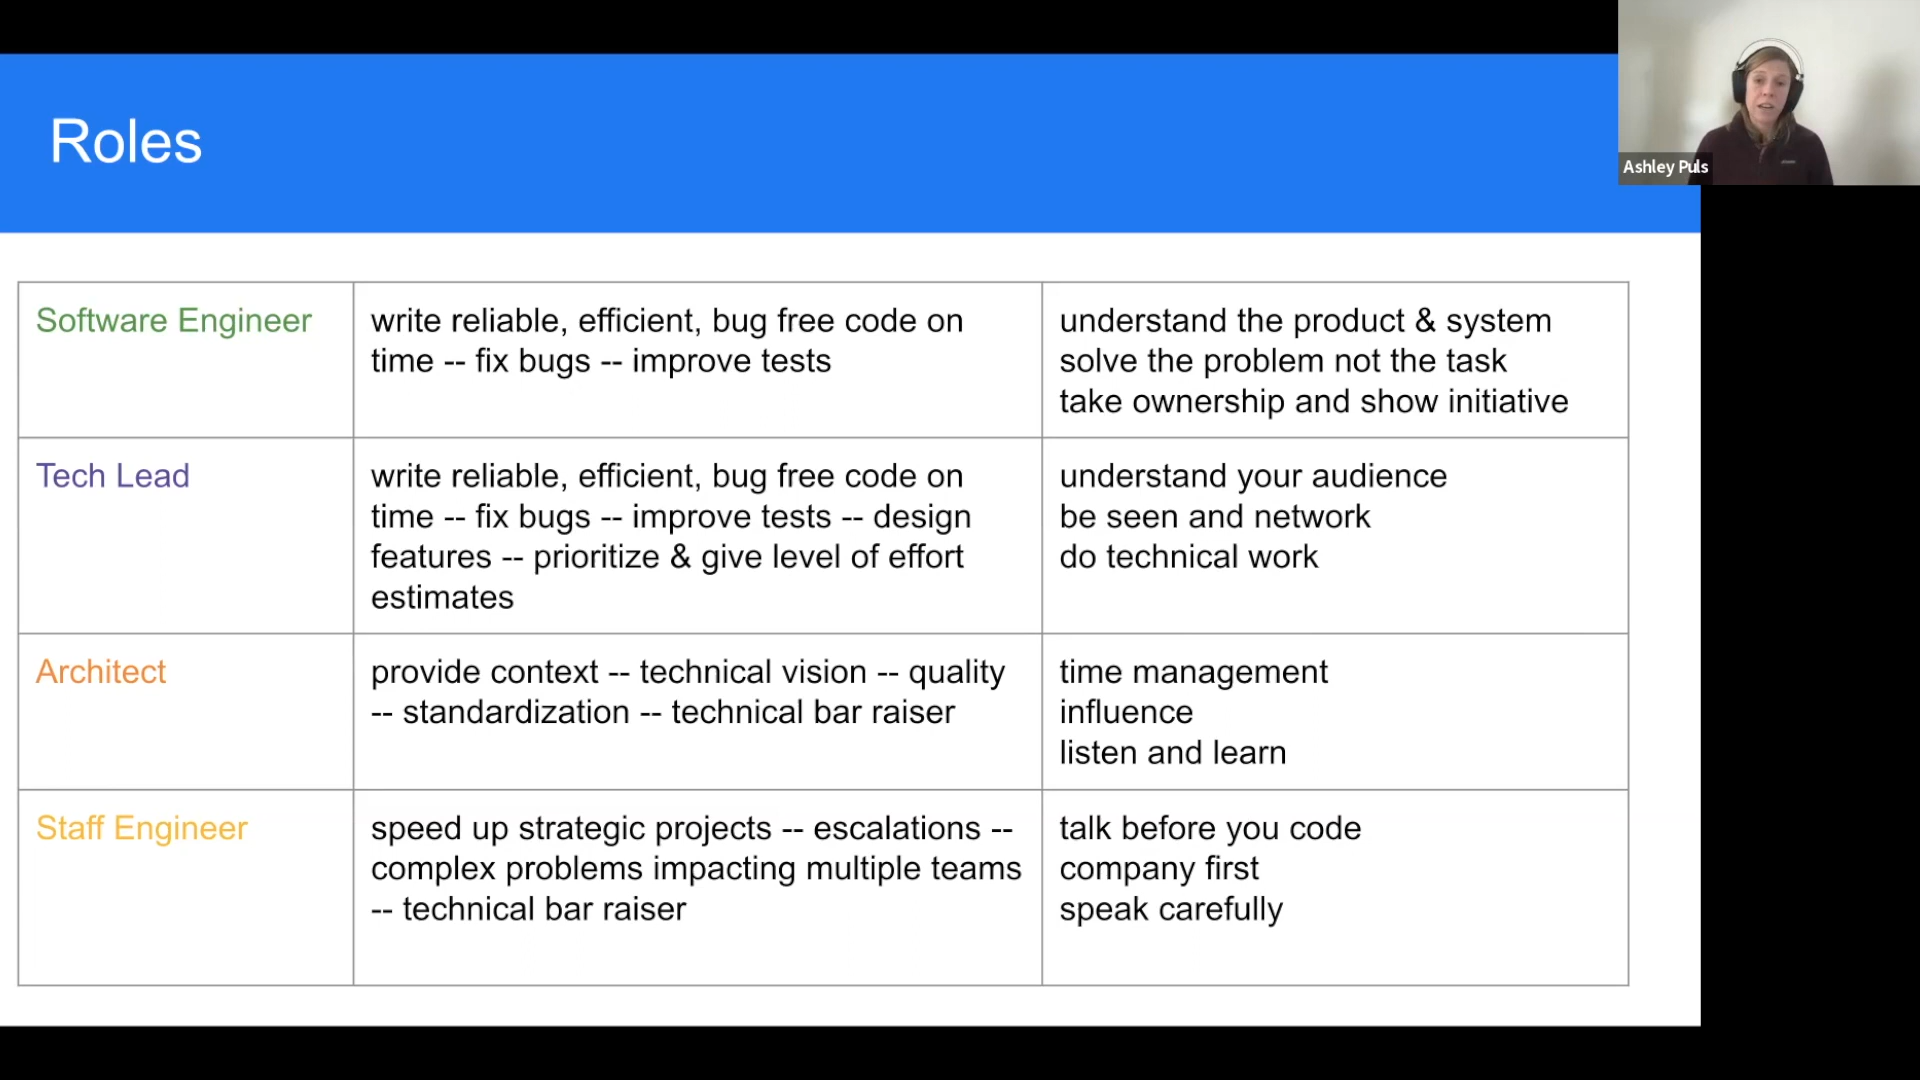 Roles
Ashley Puls
Software Engineer
write reliable, efficient, bug free code on
time -- fix bugs -- improve tests
understand the product & system
solve the problem not the task
take ownership and show initiative
Tech Lead
write reliable, efficient, bug free code on
time -- fix bugs -- improve tests -- design
features -- prioritize & give level of effort
estimates
understand your audience
be seen and network
do technical work
Architect
provide context -- technical vision -- quality
-- standardization -- technical bar raiser
time management
influence
listen and learn
Staff Engineer
speed up strategic projects -- escalations --
complex problems impacting multiple teams
-- technical bar raiser
talk before you code
company first
speak carefully